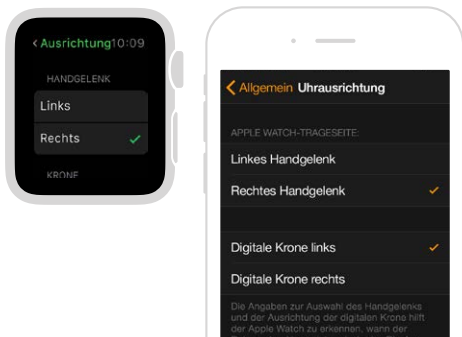 < Ausrichtung 10:09
HANDGELENK
Links
Rechts
KRONE
Allgemein Uhrausrichtung
APPLE WATCH-TRAGESEITE:
Linkes Handgelenk
Rechtes Handgelenk
Digitale Krone links
Digitale Krone rechts
Die Angaben zur Auswahl des Handgelenks
und der Ausrichtung der digitalen Krone hilft
der Apple Watch zu erkennen, wann der